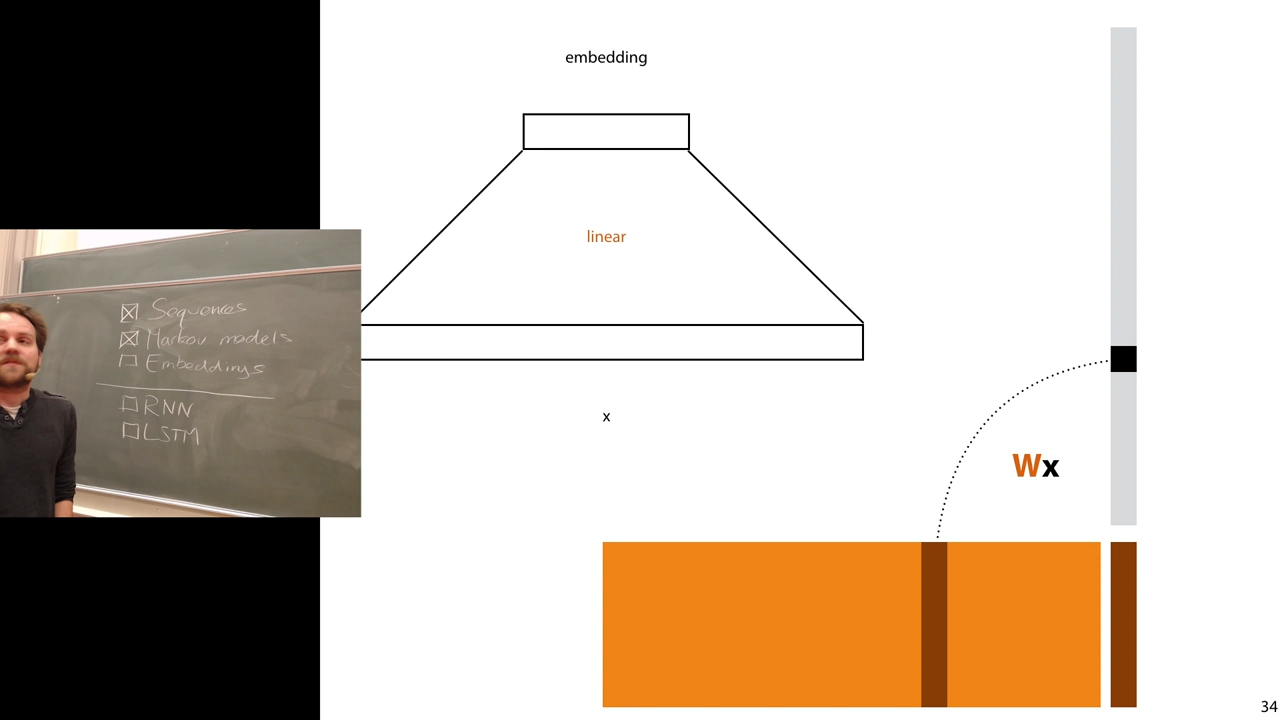 embedding
linear
x
Wx
34
Sequences
Markov models
Embeddings
RNN
LSTM